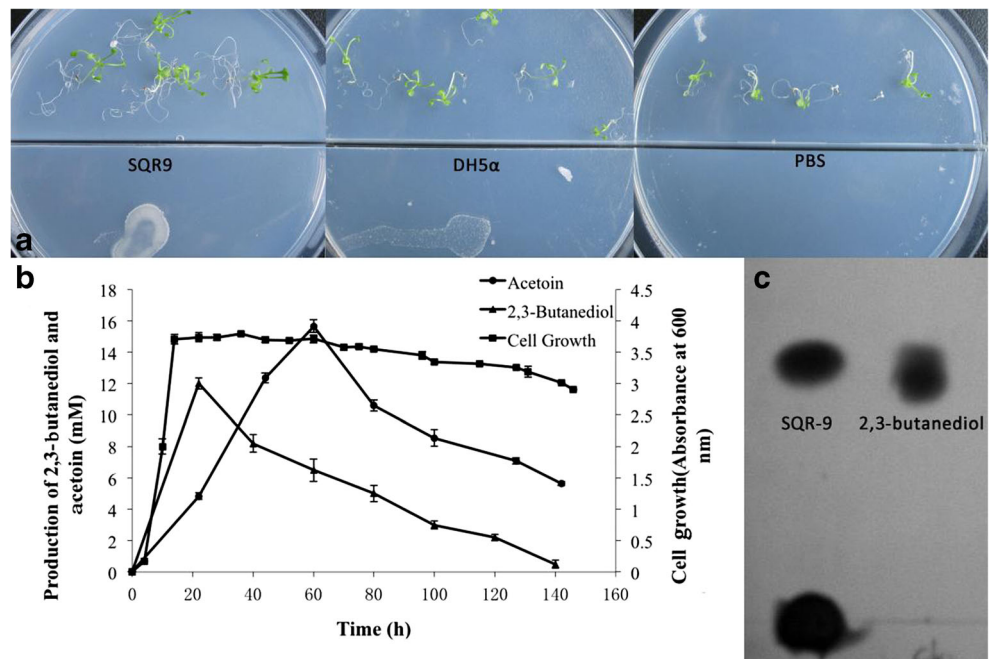 SQR9
DH5α
PBS
a
b
Acetoin
2,3-Butanediol
Cell Growth
Production of 2,3-butanediol and
acetoin (mM)
18
16
14
12
10
8
6
4
2
0
4.5
4
3.5
3
2.5
2
1.5
1
0.5
0
Cell growth(Absorbance at 600
nm)
0 20 40 60 80 100 120 140 160
Time (h)
c
SQR-9
2,3-butanediol